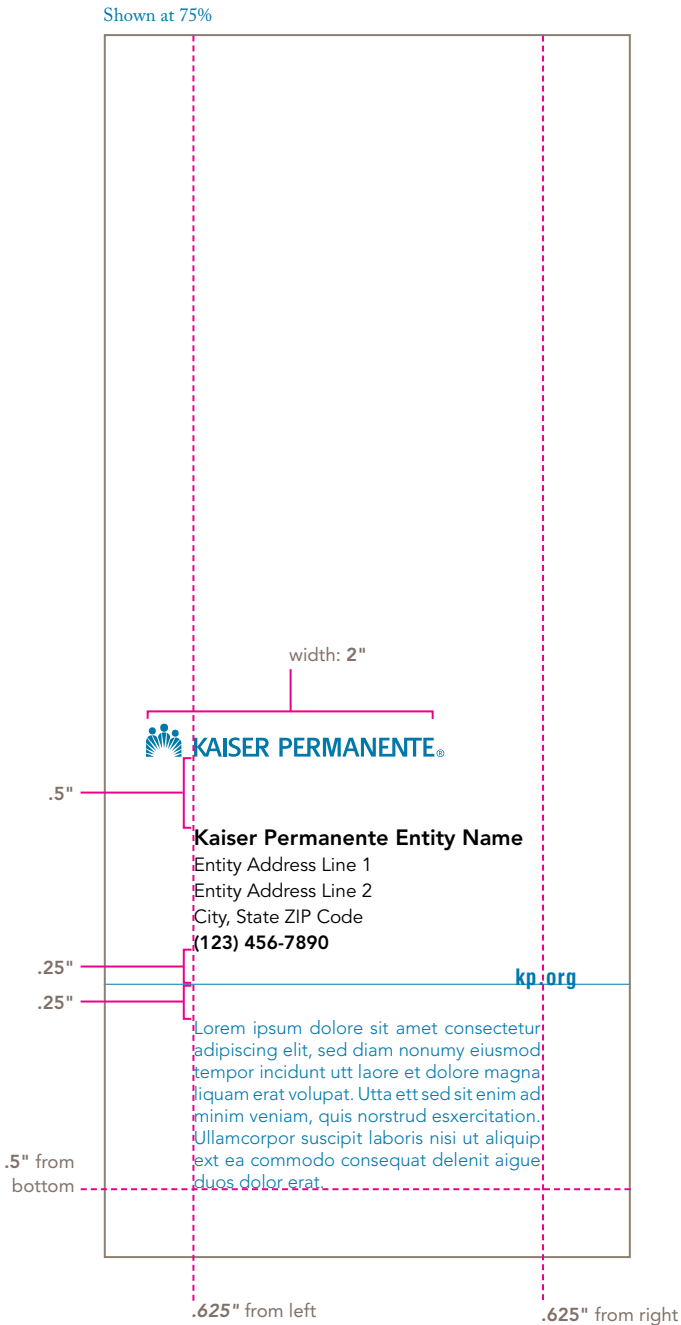 Shown at 75%
width: 2"
KAISER PERMANENTE®
.5"
Kaiser Permanente Entity Name
Entity Address Line 1
Entity Address Line 2
City, State ZIP Code
(123) 456-7890
.25"
kp.org
.25"
Lorem ipsum dolore sit amet consectetur
adipiscing elit, sed diam nonumy eiusmod
tempor incidunt utt laore et dolore magna
liquam erat volupat. Utta ett sed sit enim ad
minim veniam, quis norstrud esxercitation.
Ullamcorpor suscipit laboris nisi ut aliquip
ext ea commodo consequat delenit aigue
duos dolor erat.
.5" from
bottom
.625" from left
.625" from right